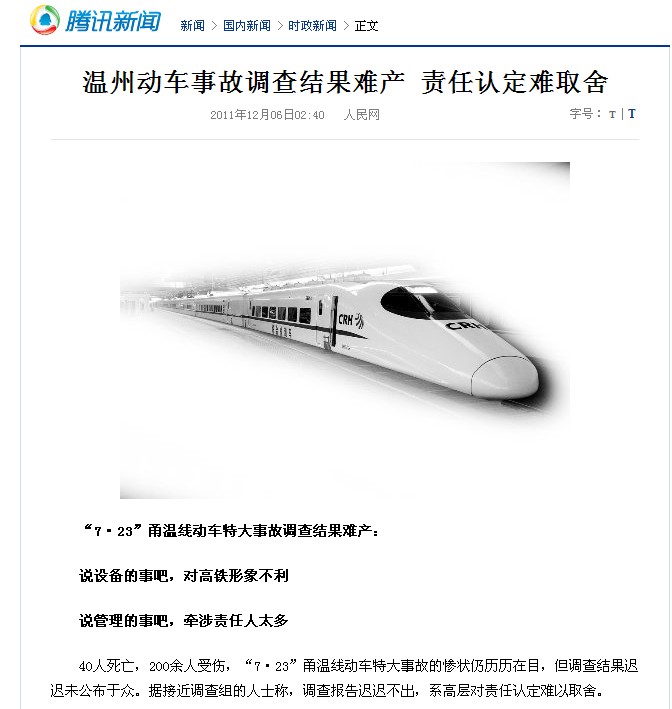 腾讯新闻 新闻 > 国内新闻 > 时政新闻 > 正文
温州动车事故调查结果难产 责任认定难取舍
2011年12月06日02:40 人民网 字号：T|T
CRH
CRH
“7·23”甬温线动车特大事故调查结果难产：
说设备的事吧，对高铁形象不利
说管理的事吧，牵涉责任人太多
40人死亡，200余人受伤，“7·23”甬温线动车特大事故的惨状仍历历在目，但调查结果迟
迟未公布于众。据接近调查组的人士称，调查报告迟迟不出，系高层对责任认定难以取舍。